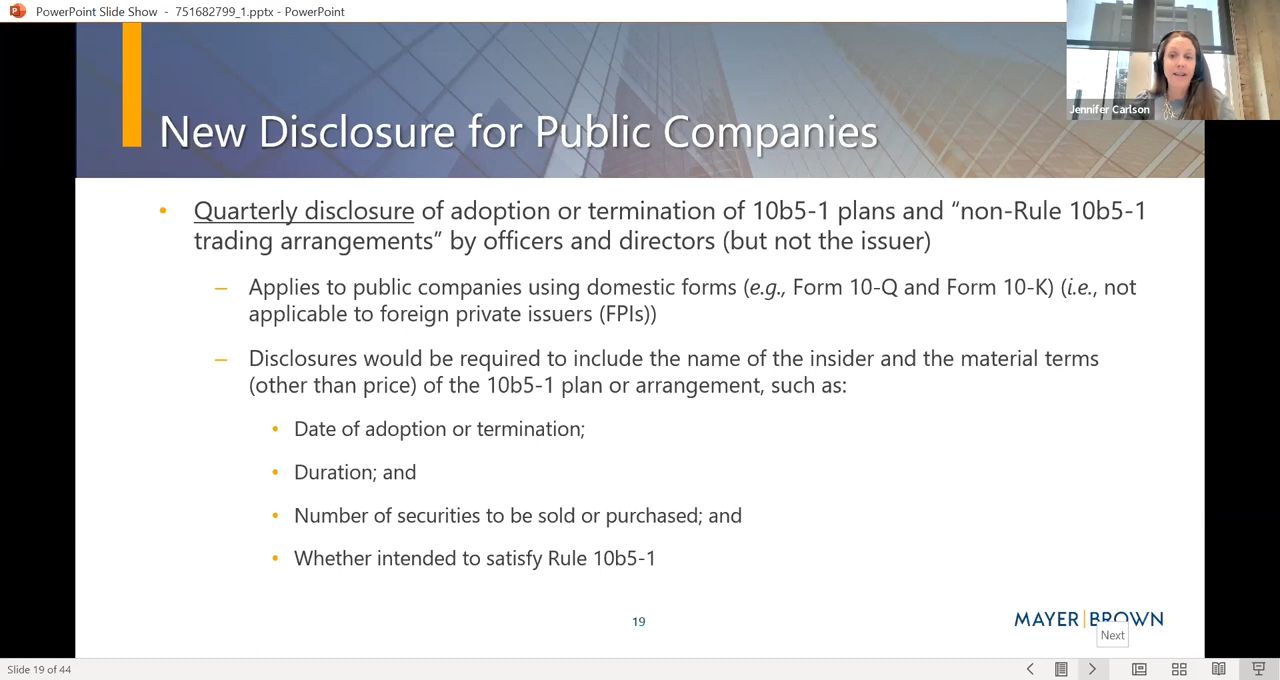 PowerPoint Slide Show - 751682799_1.pptx - PowerPoint
Jennifer Carlson
New Disclosure for Public Companies
• Quarterly disclosure of adoption or termination of 10b5-1 plans and “non-Rule 10b5-1
trading arrangements” by officers and directors (but not the issuer)
– Applies to public companies using domestic forms (e.g., Form 10-Q and Form 10-K) (i.e., not
applicable to foreign private issuers (FPIs))
– Disclosures would be required to include the name of the insider and the material terms
(other than price) of the 10b5-1 plan or arrangement, such as:
• Date of adoption or termination;
• Duration; and
• Number of securities to be sold or purchased; and
• Whether intended to satisfy Rule 10b5-1
19
MAYER | BROWN
Next
Slide 19 of 44